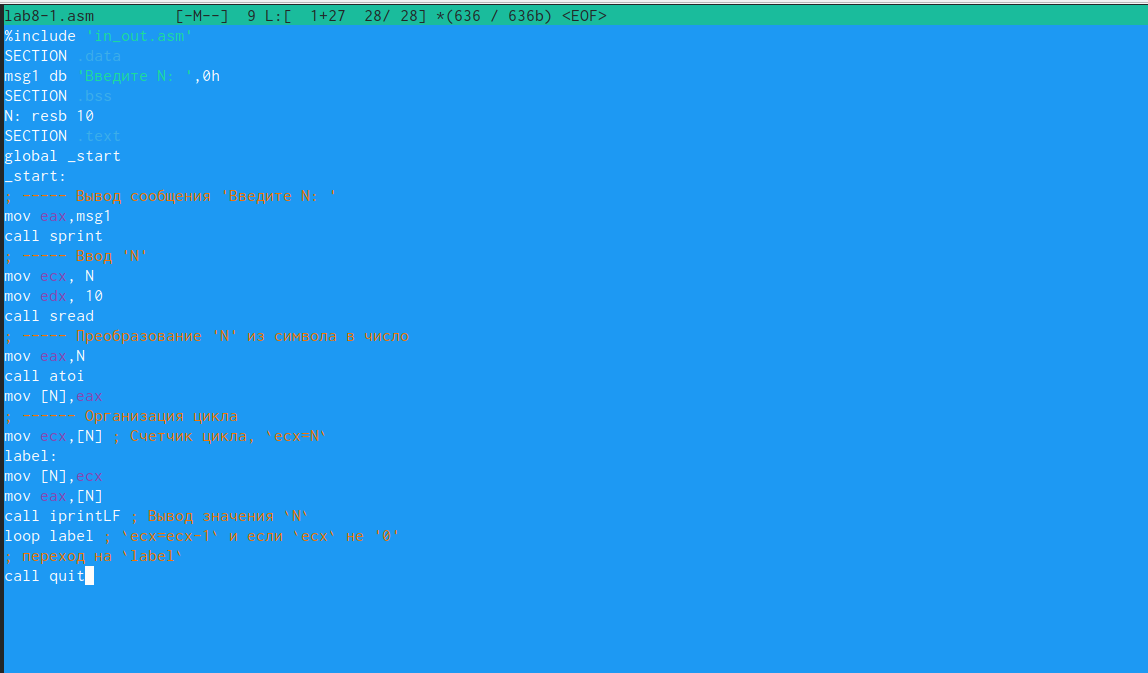 lab8-1.asm [-M--] 9 L:[ 1+27 28/ 28] *(636 / 636b) <EOF>
%include 'in_out.asm'
SECTION .data
msg1 db 'Введите N: ',0h
SECTION .bss
N: resb 10
SECTION .text
global _start
_start:
; ----- Вывод сообщения 'Введите N: '
mov eax,msg1
call sprint
; ----- Ввод 'N'
mov ecx, N
mov edx, 10
call sread
; ----- Преобразование 'N' из символа в число
mov eax,N
call atoi
mov [N],eax
; ------ Организация цикла
mov ecx,[N] ; Счетчик цикла, `ecx=N`
label:
mov [N],ecx
mov eax,[N]
call iprintLF ; Вывод значения `N`
loop label ; `ecx=ecx-1` и если `ecx` не '0'
; переход на `label`
call quit